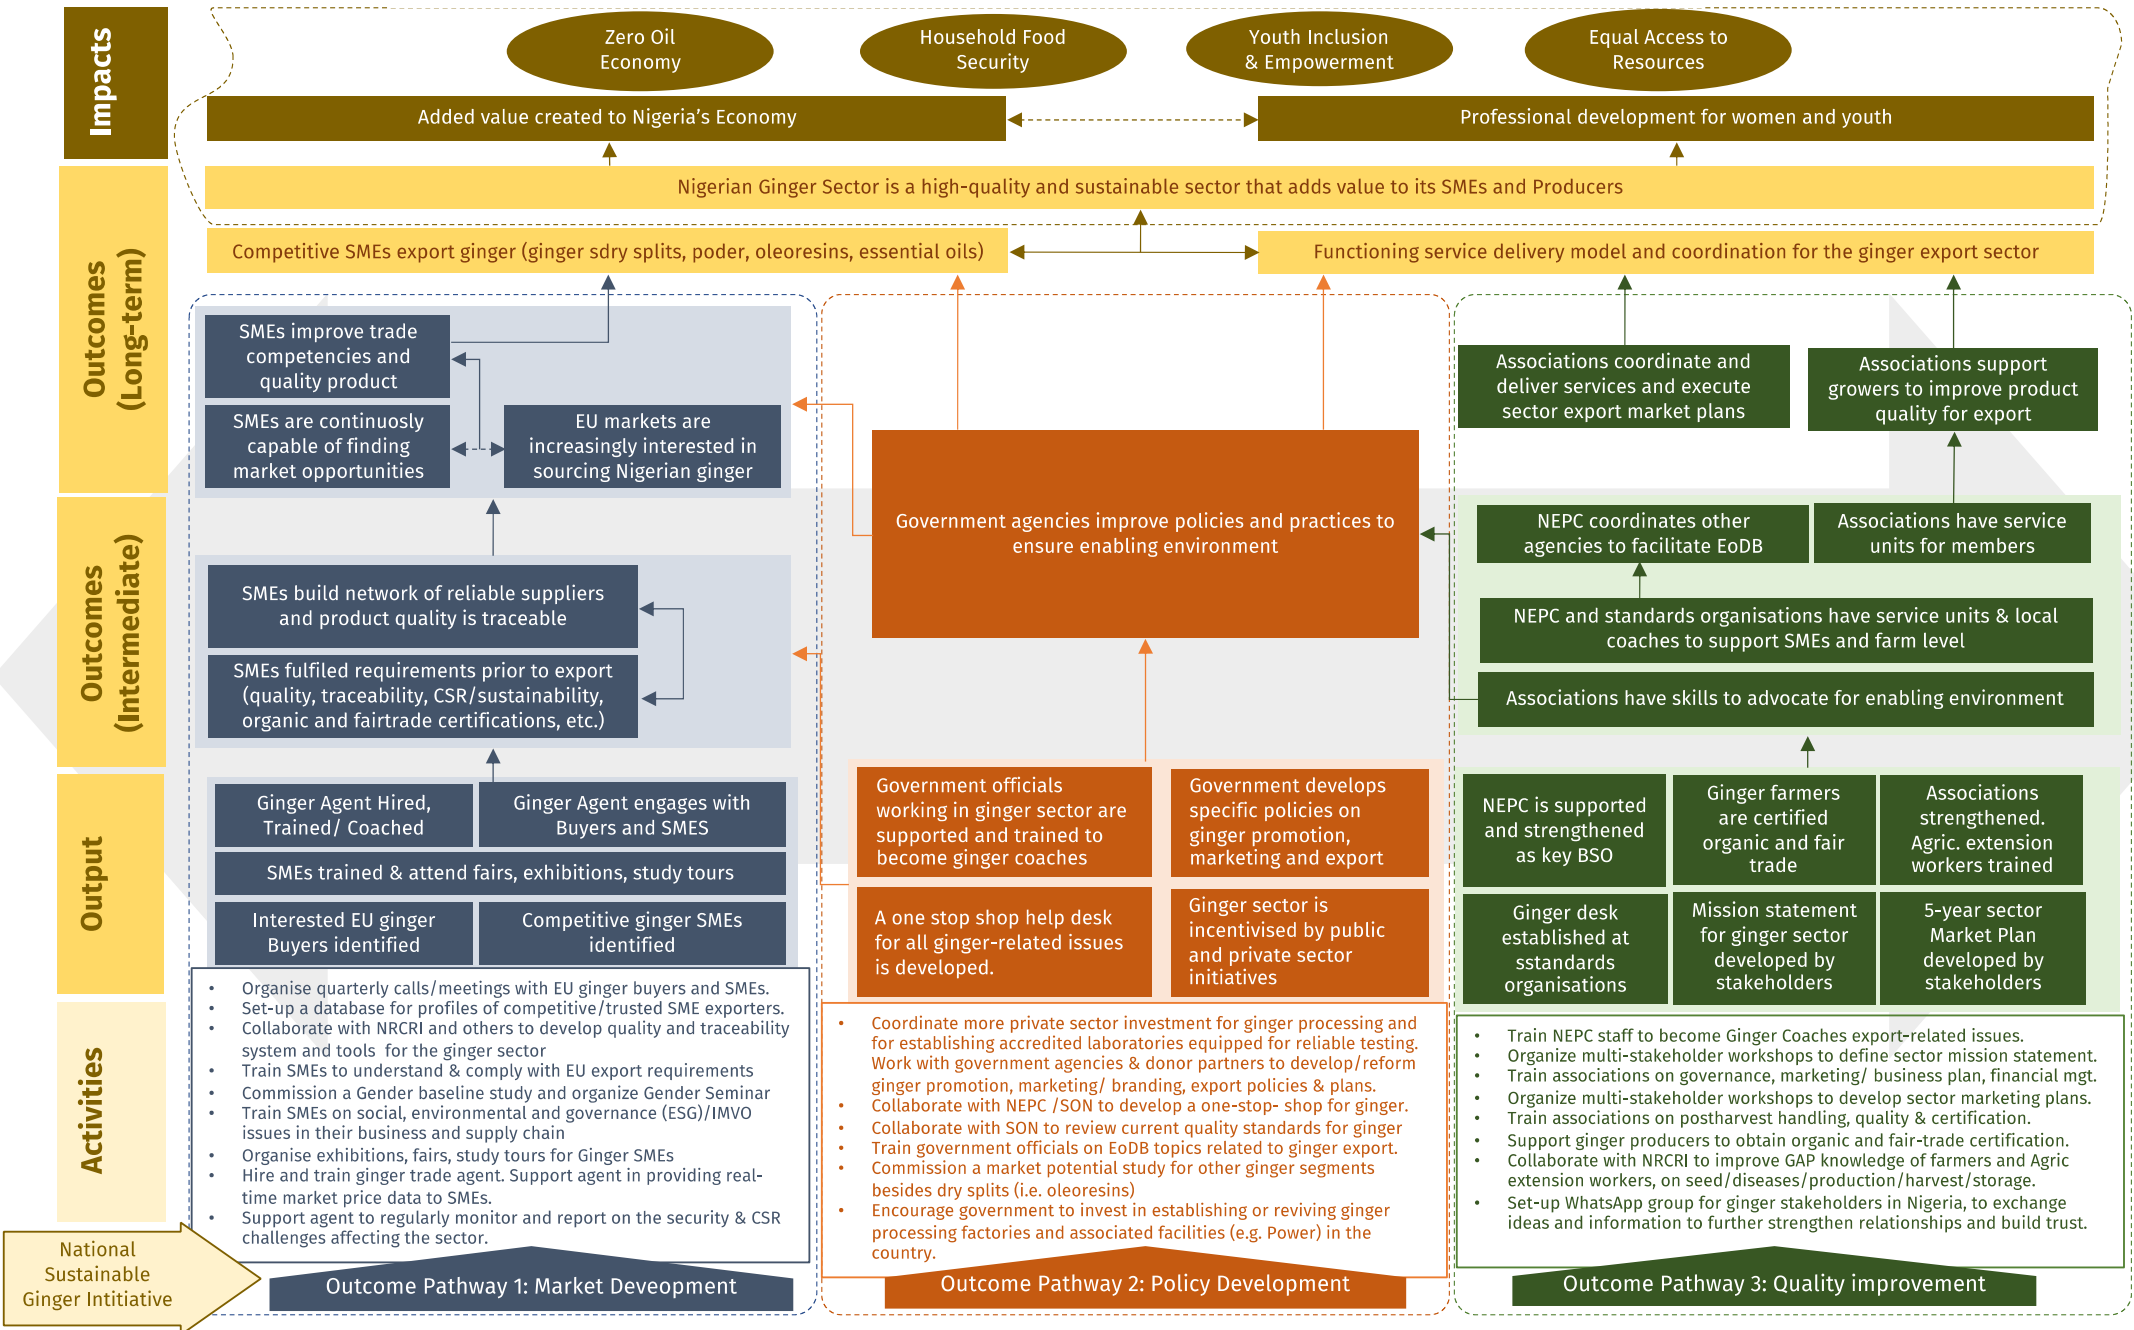 Impacts
Zero Oil
Economy
Household Food
Security
Youth Inclusion
& Empowerment
Equal Access to
Resources
Added value created to Nigeria's Economy
Professional development for women and youth
Outcomes
(Long-term)
Nigerian Ginger Sector is a high-quality and sustainable sector that adds value to its SMEs and Producers
Competitive SMEs export ginger (ginger sdry splits, poder, oleoresins, essential oils)
Functioning service delivery model and coordination for the ginger export sector
SMEs improve trade
competencies and
quality product
SMEs are continuosly
capable of finding
market opportunities
EU markets are
increasingly interested in
sourcing Nigerian ginger
Associations coordinate and
deliver services and execute
sector export market plans
Associations support
growers to improve product
quality for export
Outcomes
(Intermediate)
SMEs build network of reliable suppliers
and product quality is traceable
SMEs fulfiled requirements prior to export
(quality, traceability, CSR/sustainability,
organic and fairtrade certifications, etc.)
Government agencies improve policies and practices to
ensure enabling environment
NEPC coordinates other
agencies to facilitate EoDB
Associations have service
units for members
NEPC and standards organisations have service units & local
coaches to support SMEs and farm level
Associations have skills to advocate for enabling environment
Output
Ginger Agent Hired,
Trained/ Coached
Ginger Agent engages with
Buyers and SMES
SMEs trained & attend fairs, exhibitions, study tours
Interested EU ginger
Buyers identified
Competitive ginger SMEs
identified
Government officials
working in ginger sector are
supported and trained to
become ginger coaches
Government develops
specific policies on
ginger promotion,
marketing and export
A one stop shop help desk
for all ginger-related issues
is developed.
Ginger sector is
incentivised by public
and private sector
initiatives
NEPC is supported
and strengthened
as key BSO
Ginger farmers
are certified
organic and fair
trade
Associations
strengthened.
Agric. extension
workers trained
Ginger desk
established at
sstandards
organisations
Mission statement
for ginger sector
developed by
stakeholders
5-year sector
Market Plan
developed by
stakeholders
Activities
• Organise quarterly calls/meetings with EU ginger buyers and SMEs.
• Set-up a database for profiles of competitive/trusted SME exporters.
• Collaborate with NRCRI and others to develop quality and traceability
system and tools for the ginger sector
• Train SMEs to understand & comply with EU export requirements
• Commission a Gender baseline study and organize Gender Seminar
• Train SMEs on social, environmental and governance (ESG)/IMVO
issues in their business and supply chain
• Organise exhibitions, fairs, study tours for Ginger SMEs
• Hire and train ginger trade agent. Support agent in providing real-
time market price data to SMEs.
• Support agent to regularly monitor and report on the security & CSR
challenges affecting the sector.
• Coordinate more private sector investment for ginger processing and
for establishing accredited laboratories equipped for reliable testing.
• Work with government agencies & donor partners to develop/reform
ginger promotion, marketing/ branding, export policies & plans.
• Collaborate with NEPC /SON to develop a one-stop- shop for ginger.
• Collaborate with SON to review current quality standards for ginger
• Train government officials on EoDB topics related to ginger export.
• Commission a market potential study for other ginger segments
besides dry splits (i.e. oleoresins)
• Encourage government to invest in establishing or reviving ginger
processing factories and associated facilities (e.g. Power) in the
country.
• Train NEPC staff to become Ginger Coaches export-related issues.
• Organize multi-stakeholder workshops to define sector mission statement.
• Train associations on governance, marketing/ business plan, financial mgt.
• Organize multi-stakeholder workshops to develop sector marketing plans.
• Train associations on postharvest handling, quality & certification.
• Support ginger producers to obtain organic and fair-trade certification.
• Collaborate with NRCRI to improve GAP knowledge of farmers and Agric
extension workers, on seed/diseases/production/harvest/storage.
• Set-up WhatsApp group for ginger stakeholders in Nigeria, to exchange
ideas and information to further strengthen relationships and build trust.
National
Sustainable
Ginger Intitiative
Outcome Pathway 1: Market Deveopment
Outcome Pathway 2: Policy Development
Outcome Pathway 3: Quality improvement